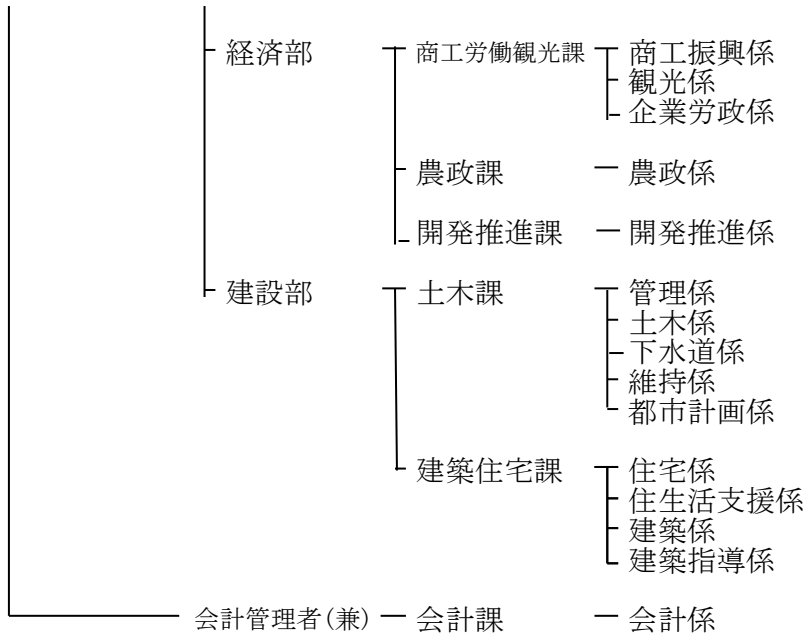 経済部 商工労働観光課 商工振興係
観光係
企業労政係
農政課 農政係
開発推進課 開発推進係
建設部 土木課 管理係
土木係
下水道係
維持係
都市計画係
建築住宅課 住宅係
住生活支援係
建築係
建築指導係
会計管理者(兼) 会計課 会計係